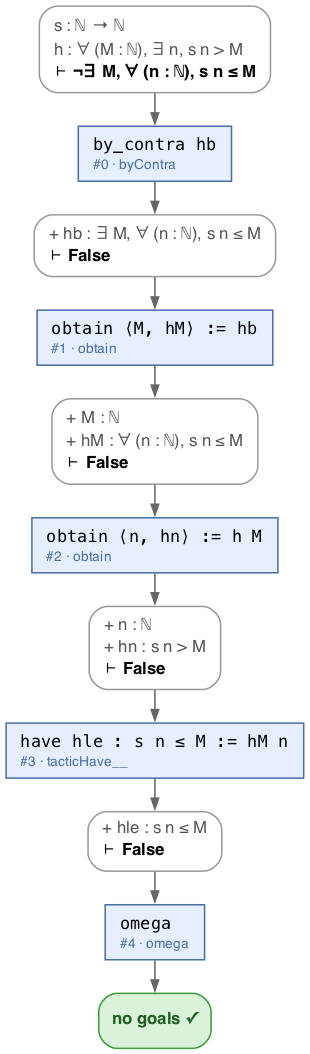 s : ℕ → ℕ
h : ∀ (M : ℕ), ∃ n, s n > M
⊢ ¬∃ M, ∀ (n : ℕ), s n ≤ M
by_contra hb
#0 · byContra
+ hb : ∃ M, ∀ (n : ℕ), s n ≤ M
⊢ False
obtain ⟨M, hM⟩ := hb
#1 · obtain
+ M : ℕ
+ hM : ∀ (n : ℕ), s n ≤ M
⊢ False
obtain ⟨n, hn⟩ := h M
#2 · obtain
+ n : ℕ
+ hn : s n > M
⊢ False
have hle : s n ≤ M := hM n
#3 · tacticHave__
+ hle : s n ≤ M
⊢ False
omega
#4 · omega
no goals ✓